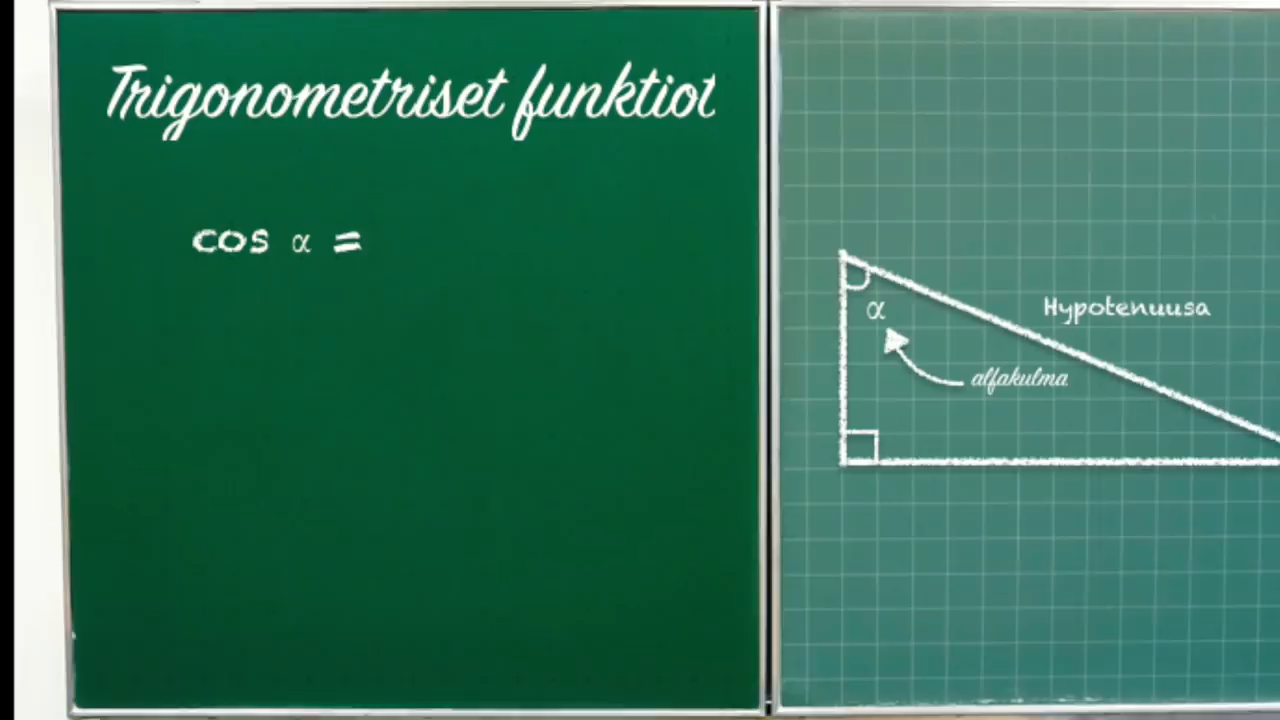 Trigonometriset funktiot
cos α =
α
Hypotenuusa
alfakulma